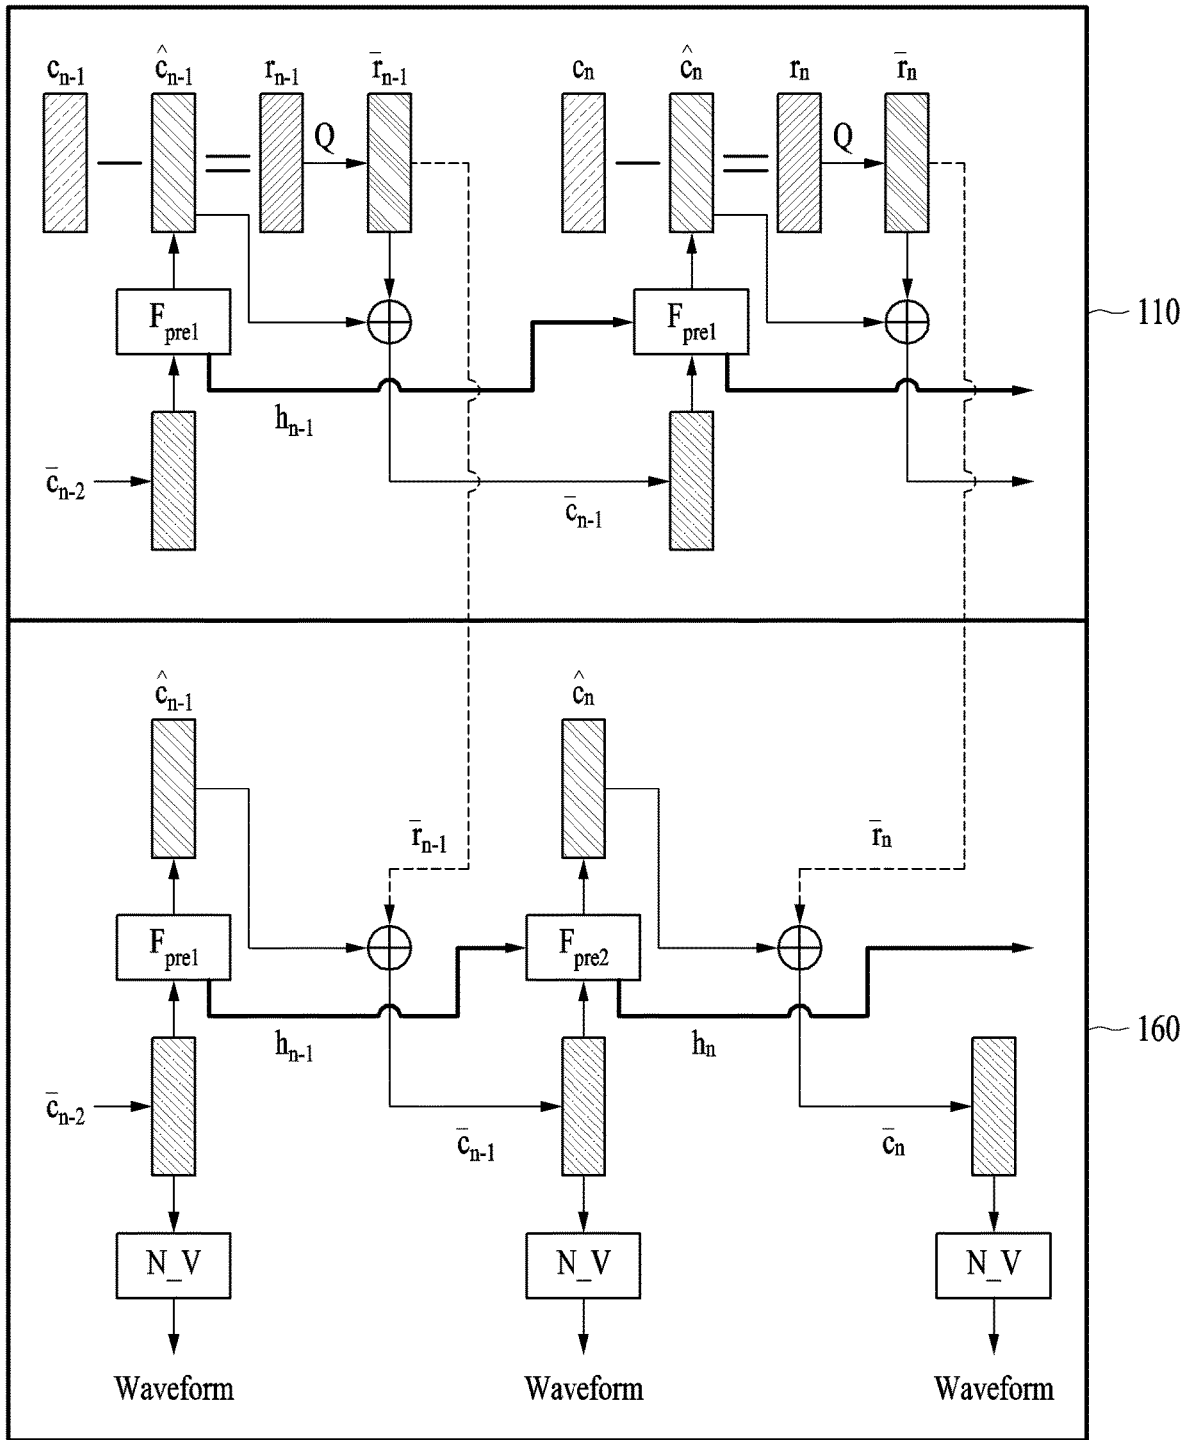 c_{n-1} ĉ_{n-1} r_{n-1} r̄_{n-1} c_n ĉ_n r_n r̄_n
Q Q
F_{pre1} F_{pre1}
110
h_{n-1}
c̄_{n-2} c̄_{n-1}
ĉ_{n-1} ĉ_n
r̄_{n-1} r̄_n
F_{pre1} F_{pre2}
h_{n-1} h_n
160
c̄_{n-2} c̄_{n-1} c̄_n
N_V N_V N_V
Waveform Waveform Waveform